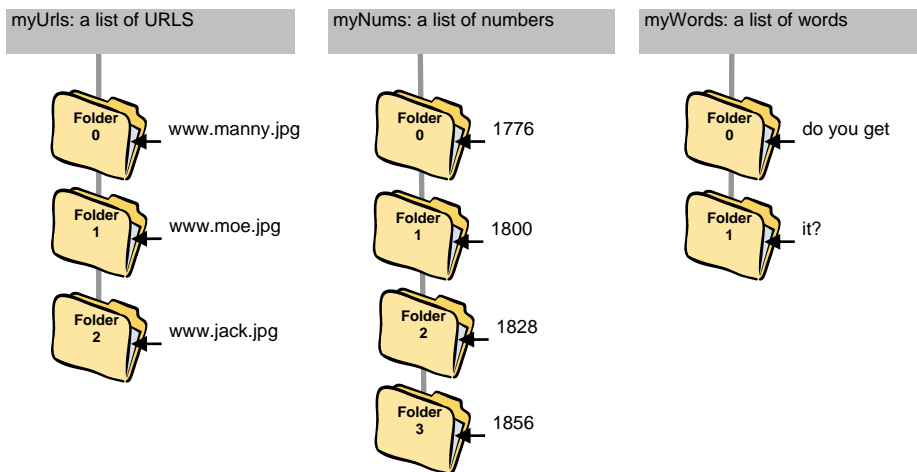 myUrls: a list of URLS
Folder
0
www.manny.jpg
Folder
1
www.moe.jpg
Folder
2
www.jack.jpg
myNums: a list of numbers
Folder
0
1776
Folder
1
1800
Folder
2
1828
Folder
3
1856
myWords: a list of words
Folder
0
do you get
Folder
1
it?